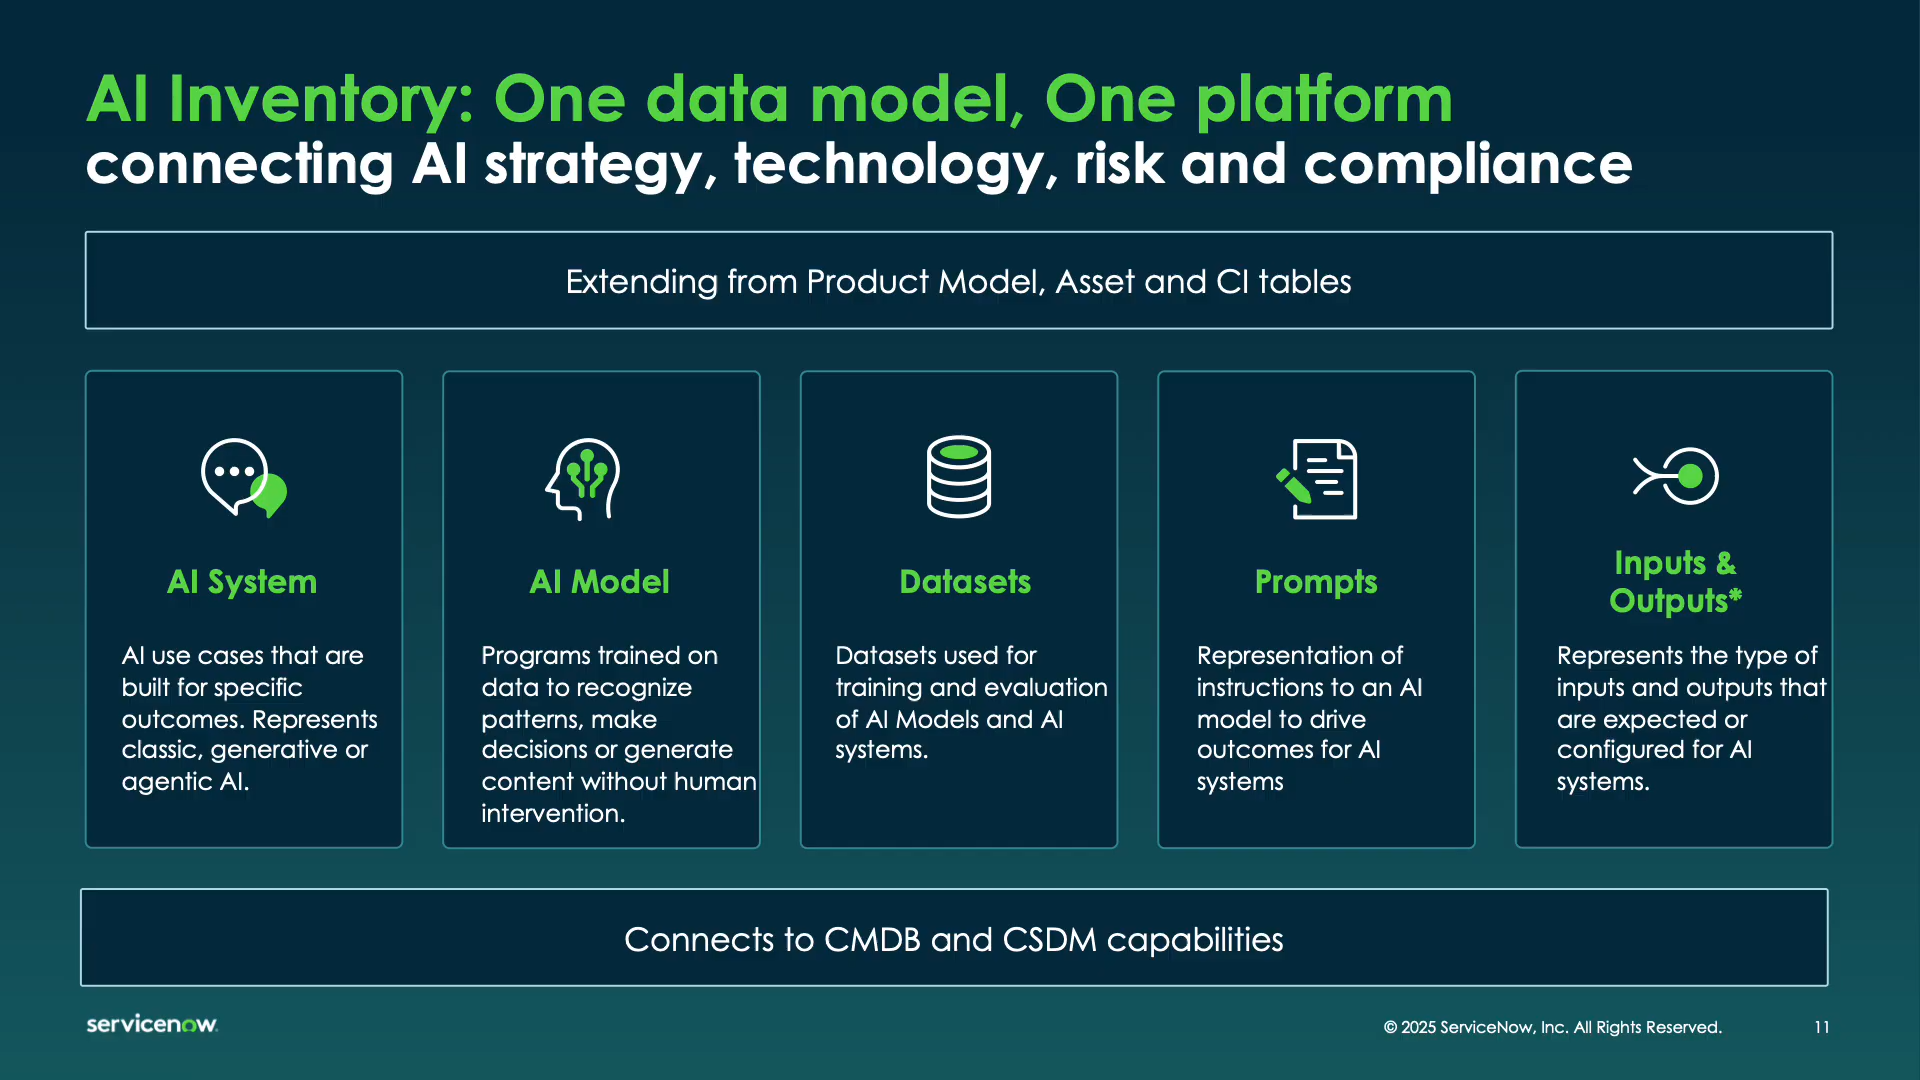 AI Inventory: One data model, One platform
connecting AI strategy, technology, risk and compliance
Extending from Product Model, Asset and CI tables
AI System
AI use cases that are
built for specific
outcomes. Represents
classic, generative or
agentic AI.
AI Model
Programs trained on
data to recognize
patterns, make
decisions or generate
content without human
intervention.
Datasets
Datasets used for
training and evaluation
of AI Models and AI
systems.
Prompts
Representation of
instructions to an AI
model to drive
outcomes for AI
systems
Inputs &
Outputs*
Represents the type of
inputs and outputs that
are expected or
configured for AI
systems.
Connects to CMDB and CSDM capabilities
servicenow
© 2025 ServiceNow, Inc. All Rights Reserved.
11